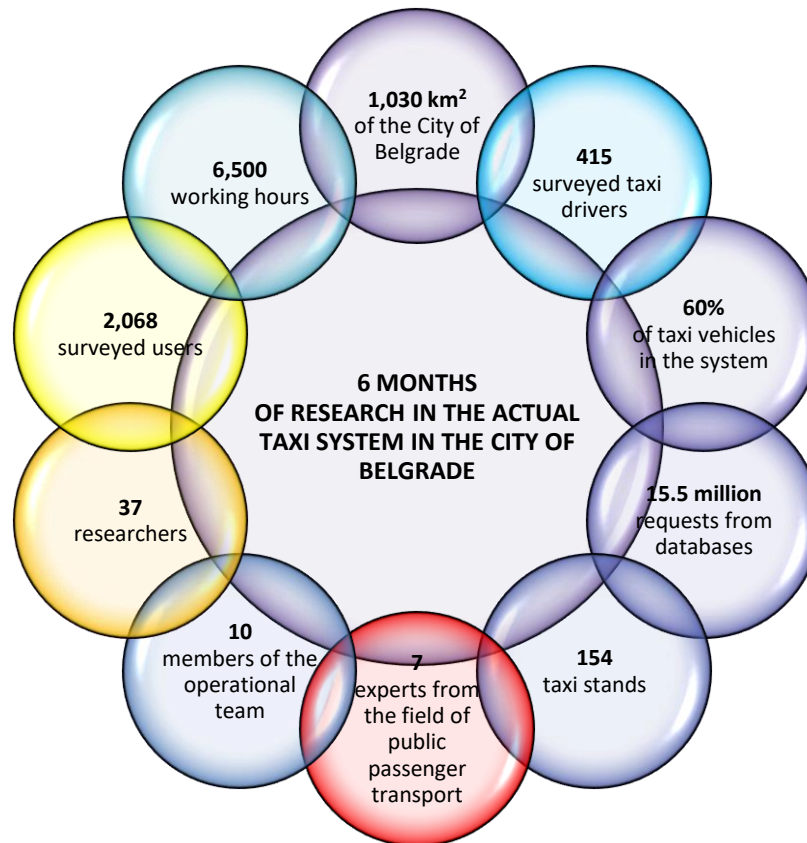 1,030 km²
of the City of
Belgrade
415
surveyed taxi
drivers
60%
of taxi vehicles
in the system
15.5 million
requests from
databases
154
taxi stands
7
experts from
the field of
public
passenger
transport
10
members of the
operational
team
37
researchers
2,068
surveyed users
6,500
working hours
6 MONTHS
OF RESEARCH IN THE ACTUAL
TAXI SYSTEM IN THE CITY OF
BELGRADE